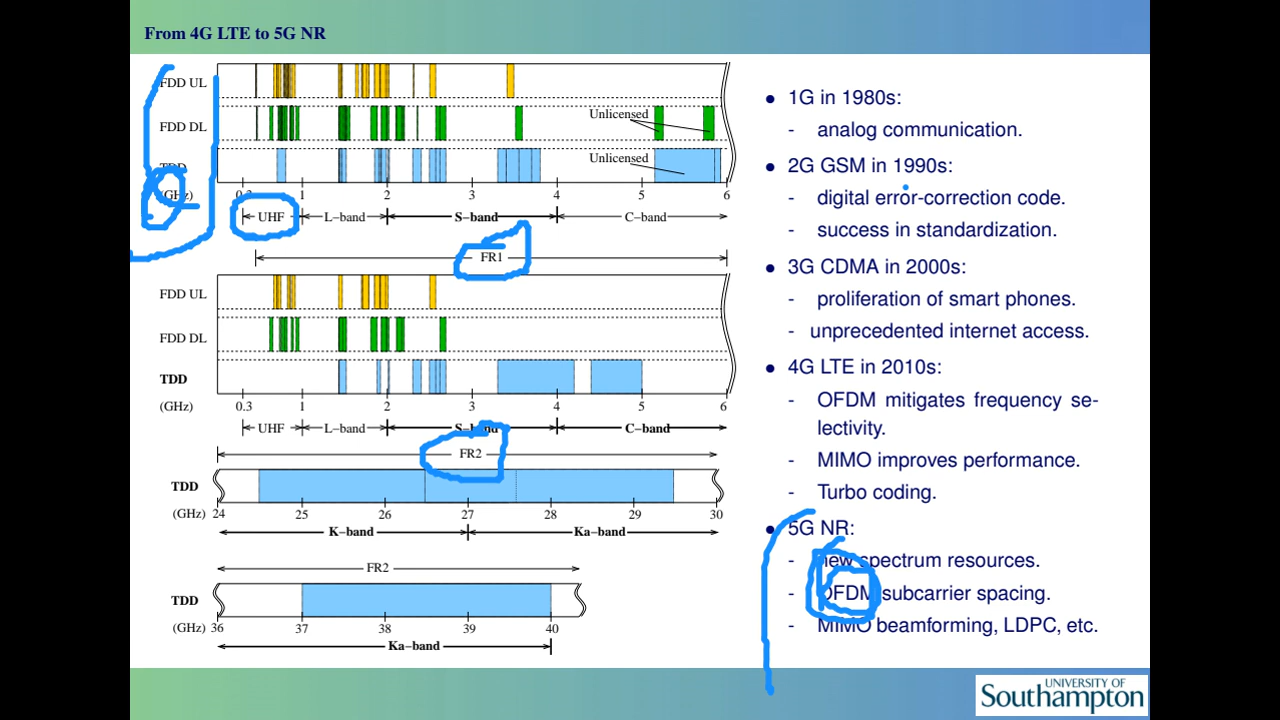 From 4G LTE to 5G NR
FDD UL
FDD DL
Unlicensed
TDD
Unlicensed
(GHz) 0.3 1 2 3 4 5 6
UHF L-band S-band C-band
FR1
FDD UL
FDD DL
TDD
(GHz) 0.3 1 2 3 4 5 6
UHF L-band S-band C-band
FR2
TDD
(GHz) 24 25 26 27 28 29 30
K-band Ka-band
FR2
TDD
(GHz) 36 37 38 39 40
Ka-band
• 1G in 1980s:
- analog communication.
• 2G GSM in 1990s:
- digital error-correction code.
- success in standardization.
• 3G CDMA in 2000s:
- proliferation of smart phones.
- unprecedented internet access.
• 4G LTE in 2010s:
- OFDM mitigates frequency se-
lectivity.
- MIMO improves performance.
- Turbo coding.
• 5G NR:
- new spectrum resources.
- OFDM subcarrier spacing.
- MIMO beamforming, LDPC, etc.
UNIVERSITY OF
Southampton